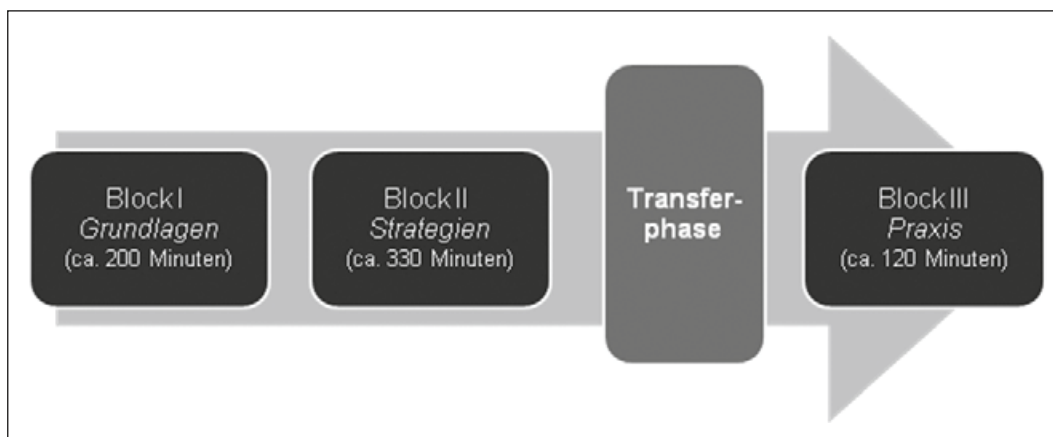 Block I
Grundlagen
(ca. 200 Minuten)
Block II
Strategien
(ca. 330 Minuten)
Transfer-
phase
Block III
Praxis
(ca. 120 Minuten)